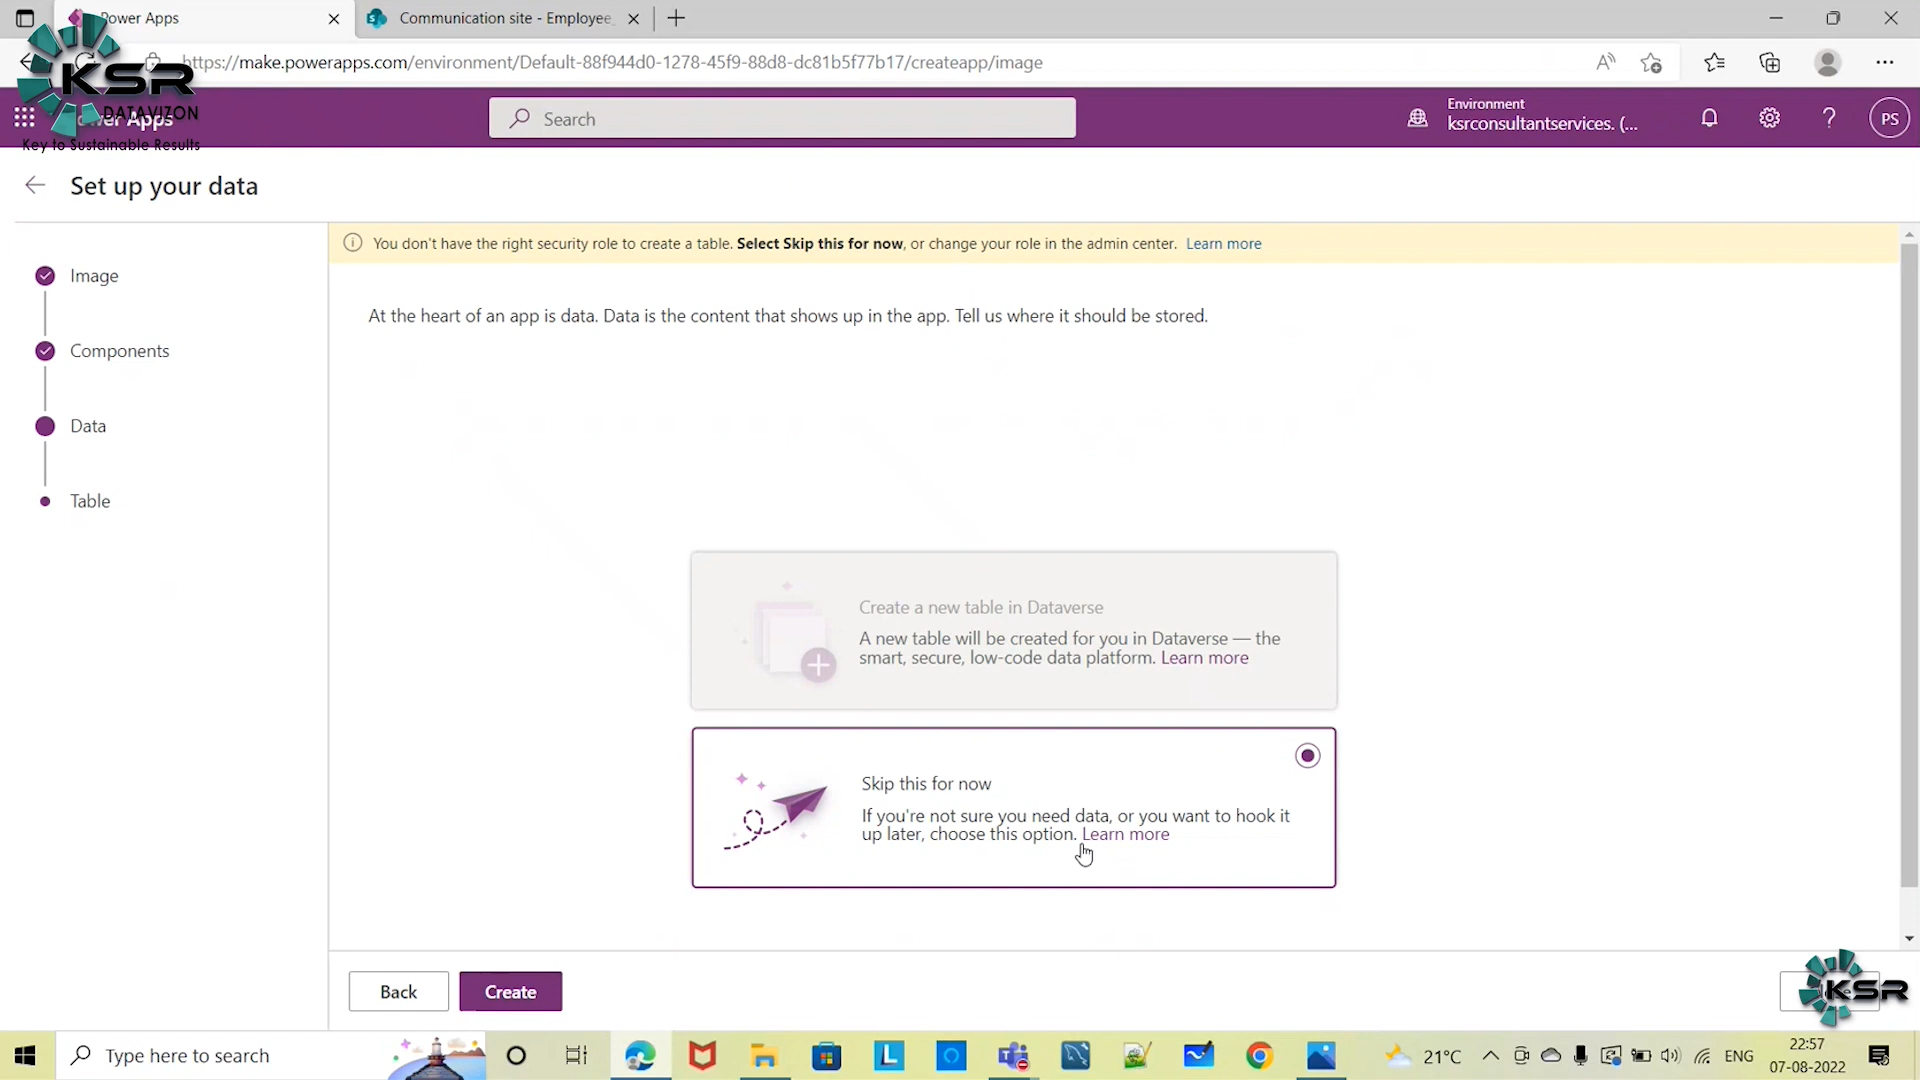 Power Apps
Communication site - Employee
https://make.powerapps.com/environment/Default-88f944d0-1278-45f9-88d8-dc81b5f77b17/createapp/image
KSR
DATAVIZON
Key to Sustainable Results
Power Apps
Search
Environment
ksrconsultantservices. (...
PS
Set up your data
You don't have the right security role to create a table. Select Skip this for now, or change your role in the admin center. Learn more
Image
Components
Data
Table
At the heart of an app is data. Data is the content that shows up in the app. Tell us where it should be stored.
Create a new table in Dataverse
A new table will be created for you in Dataverse — the
smart, secure, low-code data platform. Learn more
Skip this for now
If you're not sure you need data, or you want to hook it
up later, choose this option. Learn more
Back
Create
KSR
Type here to search
21°C
ENG
22:57
07-08-2022